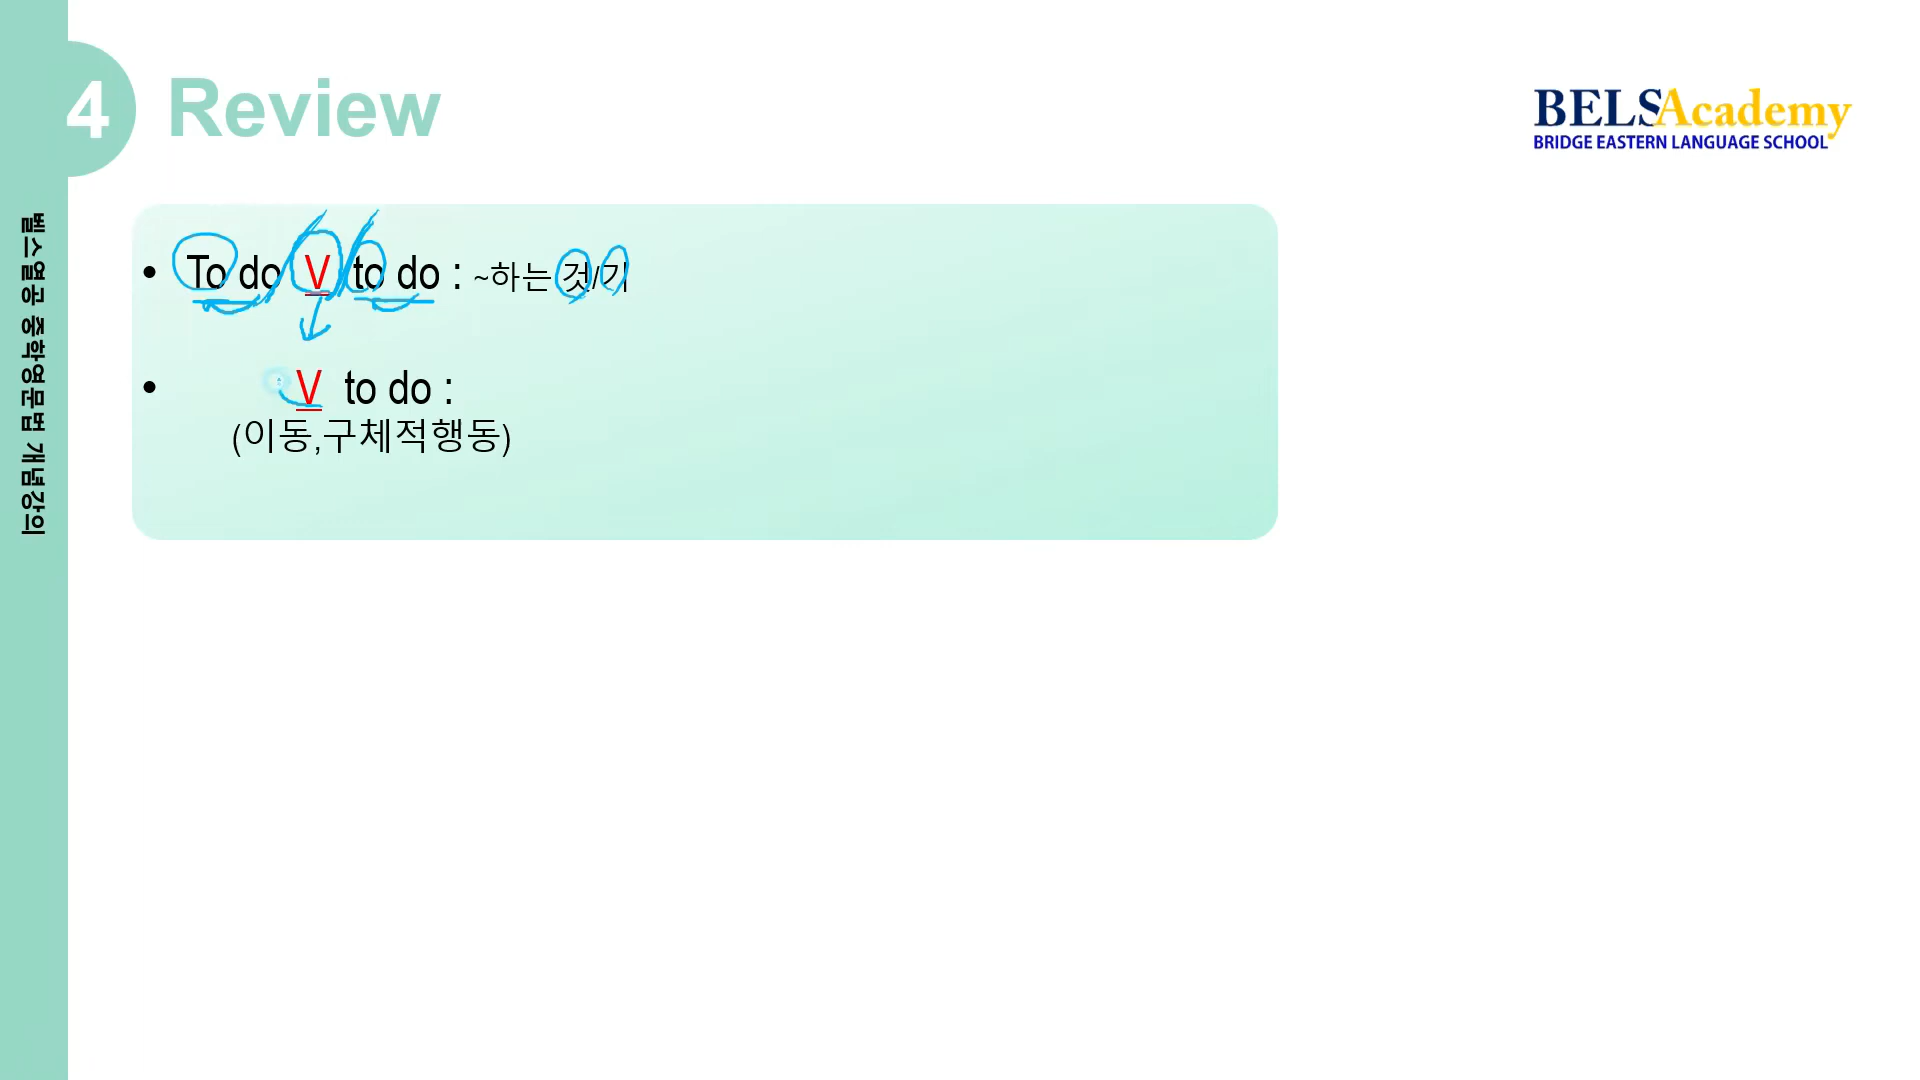 4 Review
BELSAcademy
BRIDGE EASTERN LANGUAGE SCHOOL
벨스열공 중학영문법 개념강의
• To do V to do : ~하는 것/기
• V to do :
(이동,구체적행동)